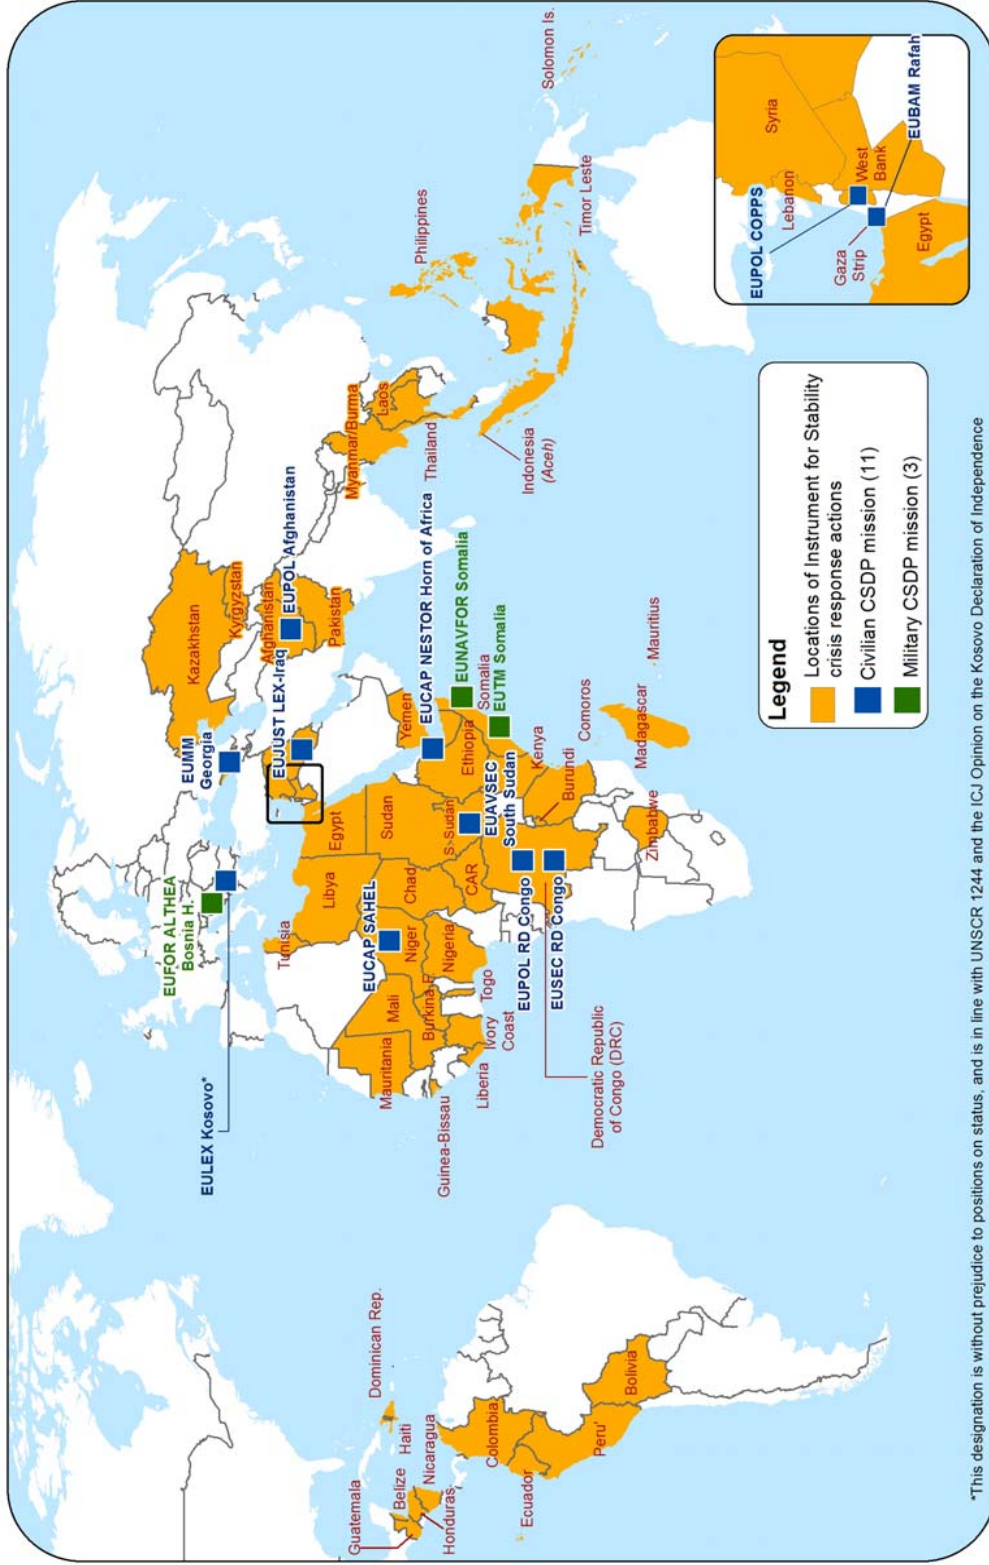 Guatemala
Belize
Honduras
Nicaragua
Haiti
Dominican Rep.
Ecuador
Colombia
Peru'
Bolivia
EULEX Kosovo*
EUFOR ALTHEA
Bosnia H.
EUMM
Georgia
EUJUST LEX-Iraq
Kazakhstan
Kyrgyzstan
Afghanistan
EUPOL Afghanistan
Pakistan
Myanmar/Burma
Laos
Thailand
Philippines
Indonesia
(Aceh)
Timor Leste
Solomon Is.
Tunisia
Libya
Egypt
Mauritania
Mali
Niger
EUCAP SAHEL
Chad
Sudan
Yemen
EUCAP NESTOR Horn of Africa
EUNAVFOR Somalia
Somalia
EUTM Somalia
Guinea-Bissau
Liberia
Ivory
Coast
Burkina F.
Togo
Nigeria
CAR
S. Sudan
EUAVSEC
South Sudan
Ethiopia
Kenya
Burundi
EUPOL RD Congo
EUSEC RD Congo
Democratic Republic
of Congo (DRC)
Comoros
Zimbabwe
Madagascar
Mauritius
EUPOL COPPS
Lebanon
Syria
Gaza
Strip
West
Bank
Egypt
EUBAM Rafah
Legend
Locations of Instrument for Stability
crisis response actions
Civilian CSDP mission (11)
Military CSDP mission (3)
*This designation is without prejudice to positions on status, and is in line with UNSCR 1244 and the ICJ Opinion on the Kosovo Declaration of Independence